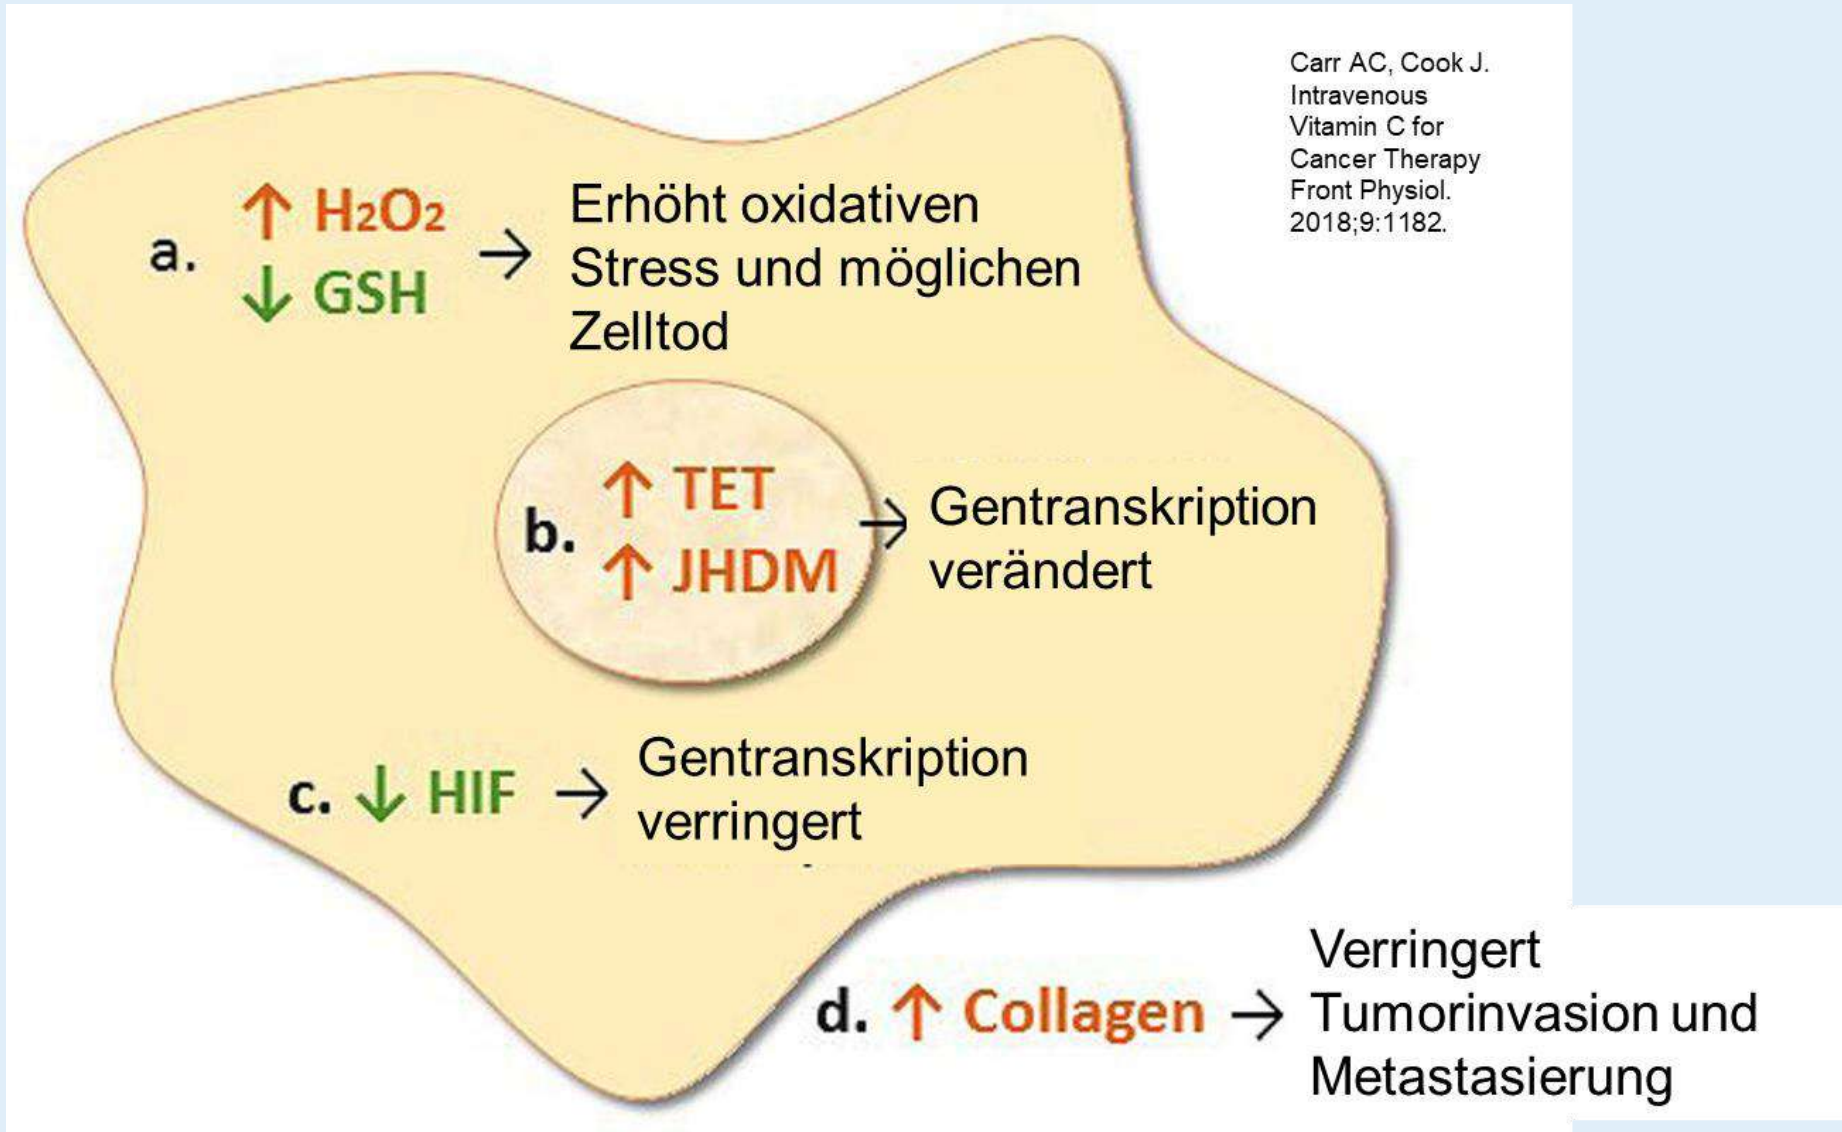 Carr AC, Cook J.
Intravenous
Vitamin C for
Cancer Therapy
Front Physiol.
2018;9:1182.
a.
↑ H2O2
↓ GSH
→
Erhöht oxidativen
Stress und möglichen
Zelltod
b.
↑ TET
↑ JHDM
→
Gentranskription
verändert
c. ↓ HIF →
Gentranskription
verringert
d. ↑ Collagen →
Verringert
Tumorinvasion und
Metastasierung